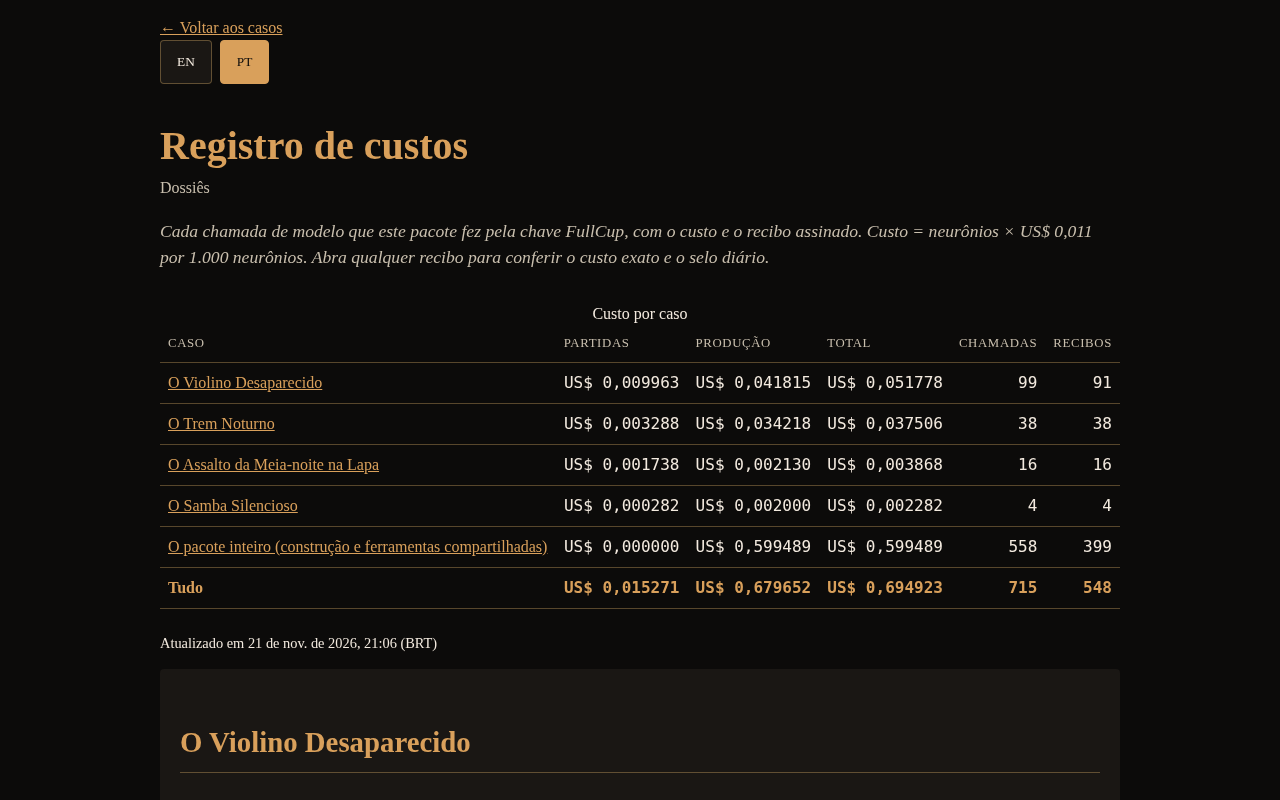 ← Voltar aos casos
EN PT
Registro de custos
Dossiês
Cada chamada de modelo que este pacote fez pela chave FullCup, com o custo e o recibo assinado. Custo = neurônios × US$ 0,011
por 1.000 neurônios. Abra qualquer recibo para conferir o custo exato e o selo diário.
Custo por caso
CASO PARTIDAS PRODUÇÃO TOTAL CHAMADAS RECIBOS
O Violino Desaparecido US$ 0,009963 US$ 0,041815 US$ 0,051778 99 91
O Trem Noturno US$ 0,003288 US$ 0,034218 US$ 0,037506 38 38
O Assalto da Meia-noite na Lapa US$ 0,001738 US$ 0,002130 US$ 0,003868 16 16
O Samba Silencioso US$ 0,000282 US$ 0,002000 US$ 0,002282 4 4
O pacote inteiro (construção e ferramentas compartilhadas) US$ 0,000000 US$ 0,599489 US$ 0,599489 558 399
Tudo US$ 0,015271 US$ 0,679652 US$ 0,694923 715 548
Atualizado em 21 de nov. de 2026, 21:06 (BRT)
O Violino Desaparecido